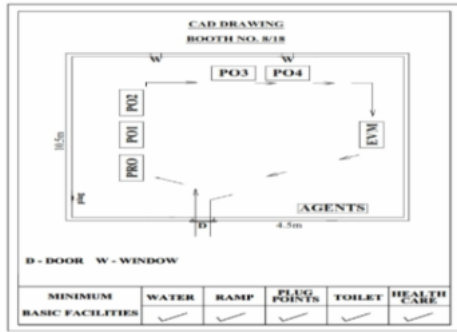 CAD DRAWING
BOOTH NO. 8/18
W W
PO3 PO4
PO2
PO1
PRO
EVM
10.5m
plug
AGENTS
D
4.5m
D - DOOR W - WINDOW
MINIMUM BASIC FACILITIES
WATER
RAMP
PLUG POINTS
TOILET
HEALTH CARE